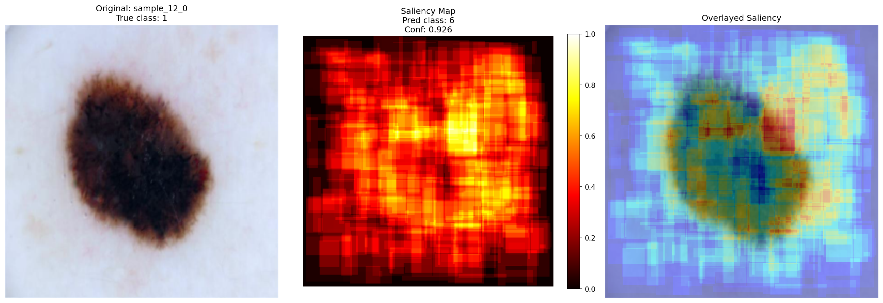 Original: sample_12_0
True class: 1
Saliency Map
Pred class: 6
Conf: 0.926
1.0
0.8
0.6
0.4
0.2
0.0
Overlayed Saliency